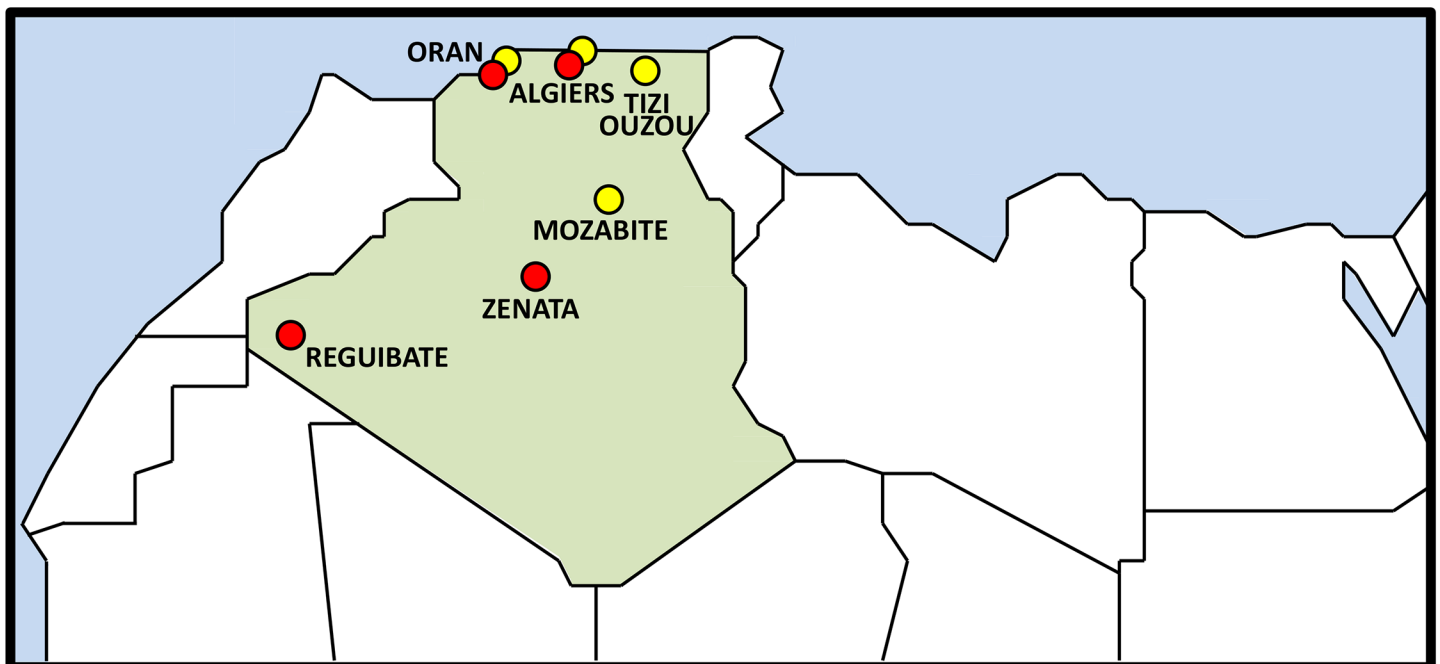 ORAN
ALGIERS
TIZI
OUZOU
MOZABITE
ZENATA
REGUIBATE